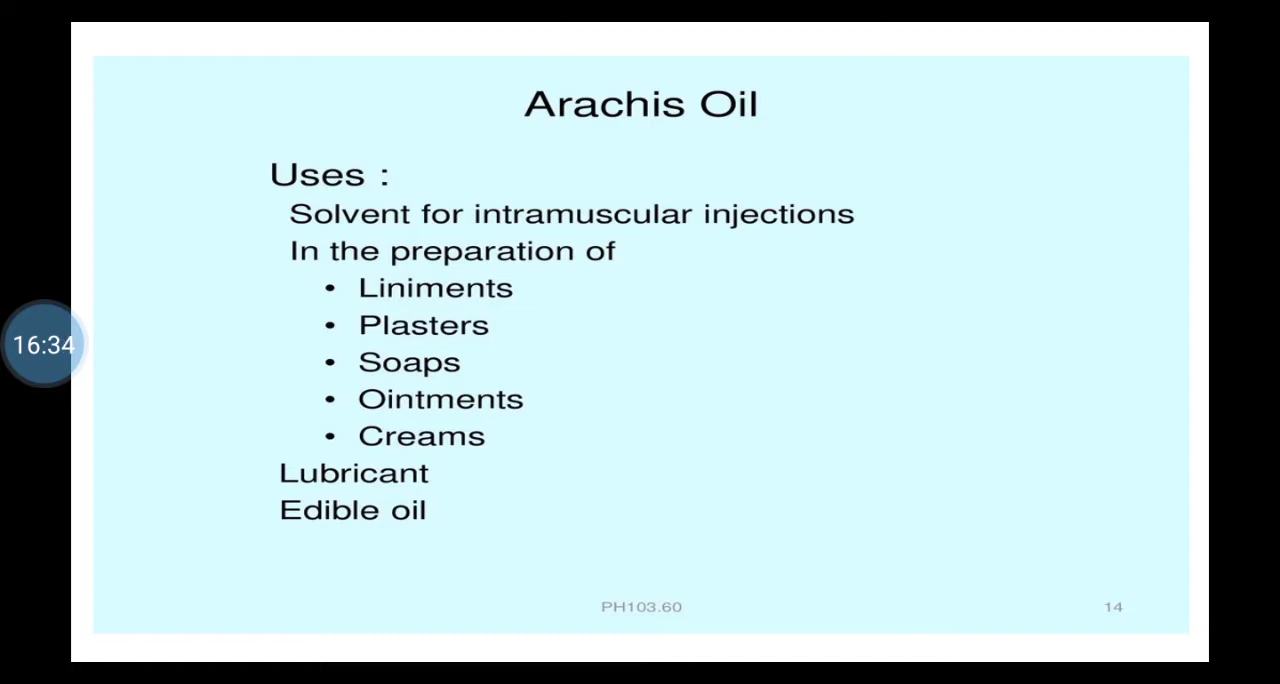 Arachis Oil
Uses :
Solvent for intramuscular injections
In the preparation of
• Liniments
• Plasters
• Soaps
• Ointments
• Creams
16:34
Lubricant
Edible oil
PH103.60
14